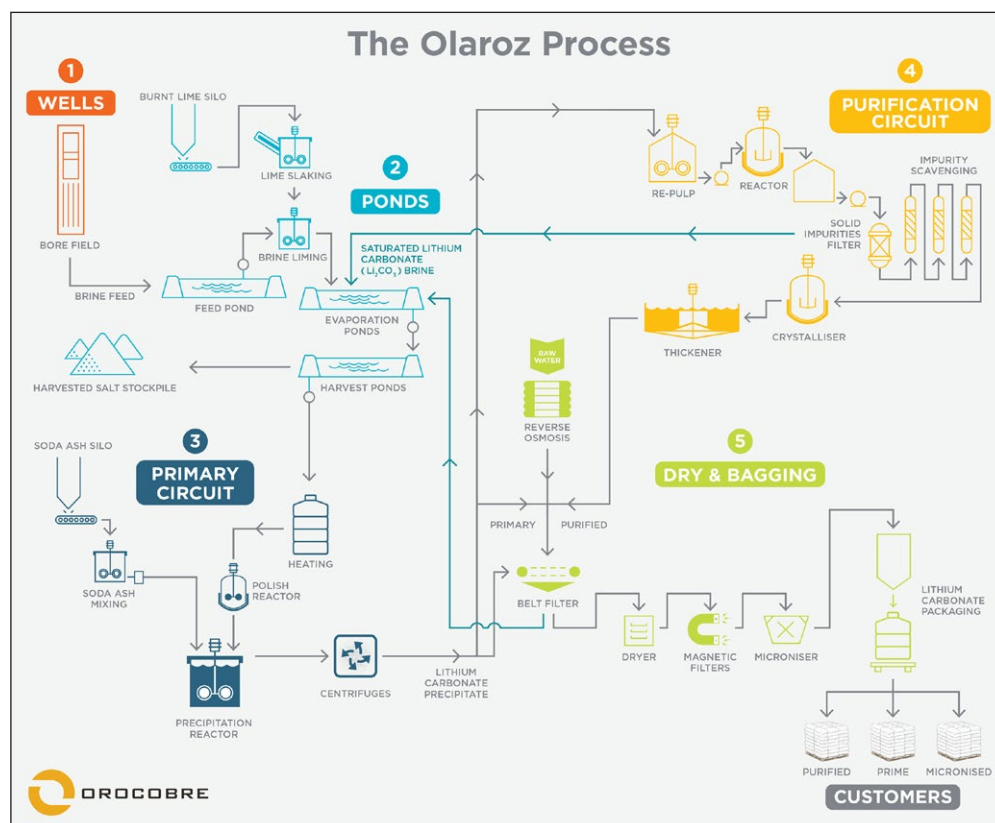 The Olaroz Process
1
WELLS
BURNT LIME SILO
LIME SLAKING
BORE FIELD
BRINE LIMING
BRINE FEED
FEED POND
2
PONDS
SATURATED LITHIUM
CARBONATE
(Li₂CO₃) BRINE
EVAPORATION
PONDS
HARVESTED SALT STOCKPILE
HARVEST PONDS
4
PURIFICATION
CIRCUIT
RE-PULP
REACTOR
IMPURITY
SCAVENGING
SOLID
IMPURITIES
FILTER
THICKENER
CRYSTALLISER
RAW
WATER
REVERSE
OSMOSIS
SODA ASH SILO
3
PRIMARY
CIRCUIT
HEATING
SODA ASH
MIXING
POLISH
REACTOR
PRECIPITATION
REACTOR
CENTRIFUGES
LITHIUM
CARBONATE
PRECIPITATE
5
DRY & BAGGING
PRIMARY
PURIFIED
BELT FILTER
DRYER
MAGNETIC
FILTERS
MICRONISER
LITHIUM
CARBONATE
PACKAGING
PURIFIED
PRIME
MICRONISED
CUSTOMERS
OROCOBRE